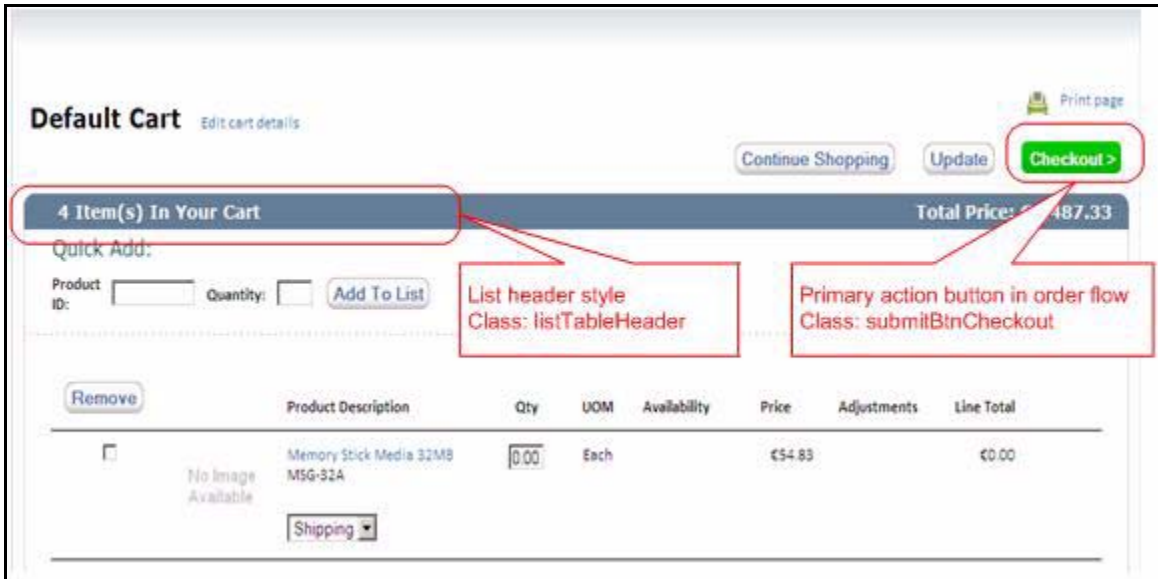 Print page
Default Cart Edit cart details
Continue Shopping Update Checkout >
4 Item(s) In Your Cart Total Price: 487.33
Quick Add:
Product ID: Quantity: Add To List
List header style
Class: listTableHeader
Primary action button in order flow
Class: submitBtnCheckout
Remove Product Description Qty UOM Availability Price Adjustments Line Total
No Image Available
Memory Stick Media 32MB 0.00 Each €54.83 €0.00
MSG-32A
Shipping